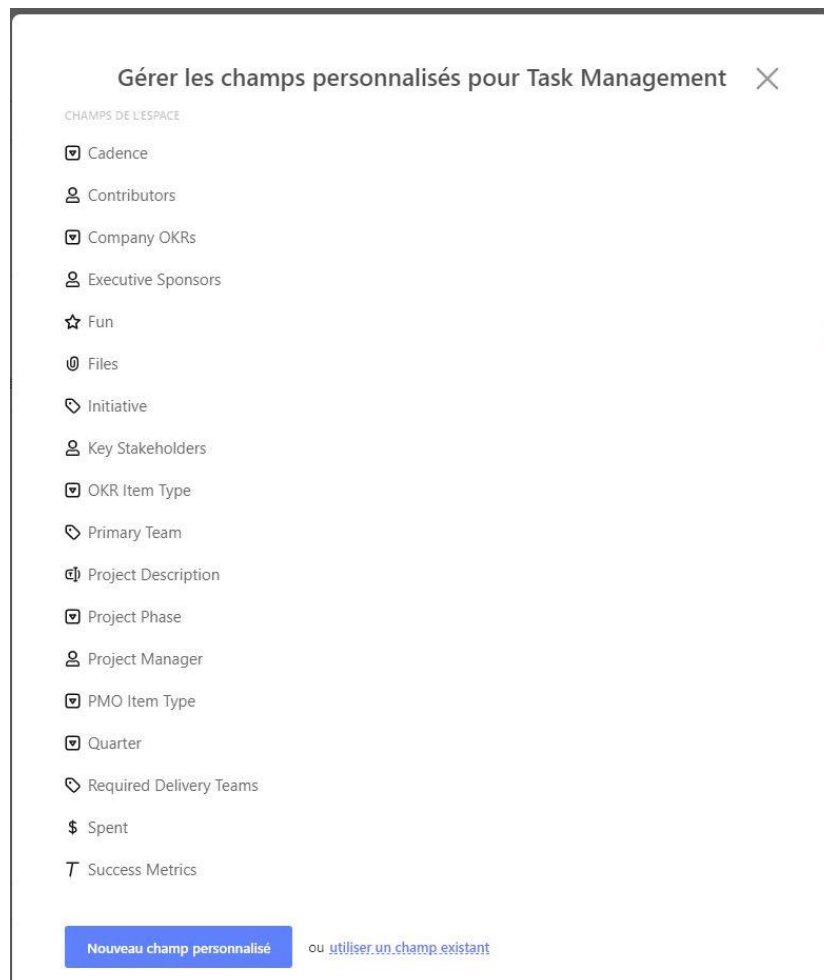 Gérer les champs personnalisés pour Task Management
CHAMPS DE L'ESPACE
Cadence
Contributors
Company OKRs
Executive Sponsors
Fun
Files
Initiative
Key Stakeholders
OKR Item Type
Primary Team
Project Description
Project Phase
Project Manager
PMO Item Type
Quarter
Required Delivery Teams
$ Spent
T Success Metrics
Nouveau champ personnalisé ou utiliser un champ existant